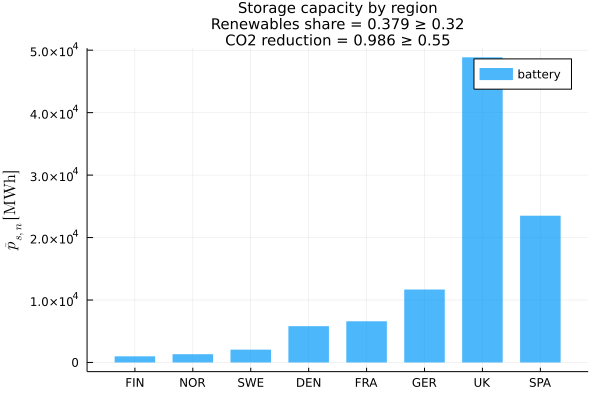 Storage capacity by region
Renewables share = 0.379 ≥ 0.32
CO2 reduction = 0.986 ≥ 0.55
5.0×10⁴
battery
4.0×10⁴
3.0×10⁴
p̄ s,n [MWh]
2.0×10⁴
1.0×10⁴
0
FIN NOR SWE DEN FRA GER UK SPA